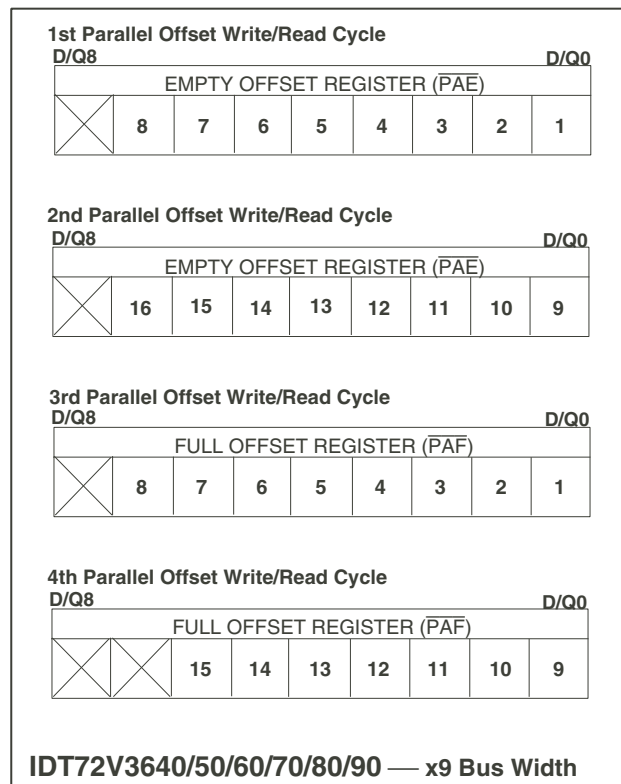 1st Parallel Offset Write/Read Cycle
D/Q8 D/Q0
EMPTY OFFSET REGISTER (P̅A̅E̅)
8 7 6 5 4 3 2 1
2nd Parallel Offset Write/Read Cycle
D/Q8 D/Q0
EMPTY OFFSET REGISTER (P̅A̅E̅)
16 15 14 13 12 11 10 9
3rd Parallel Offset Write/Read Cycle
D/Q8 D/Q0
FULL OFFSET REGISTER (P̅A̅F̅)
8 7 6 5 4 3 2 1
4th Parallel Offset Write/Read Cycle
D/Q8 D/Q0
FULL OFFSET REGISTER (P̅A̅F̅)
15 14 13 12 11 10 9
IDT72V3640/50/60/70/80/90 — x9 Bus Width